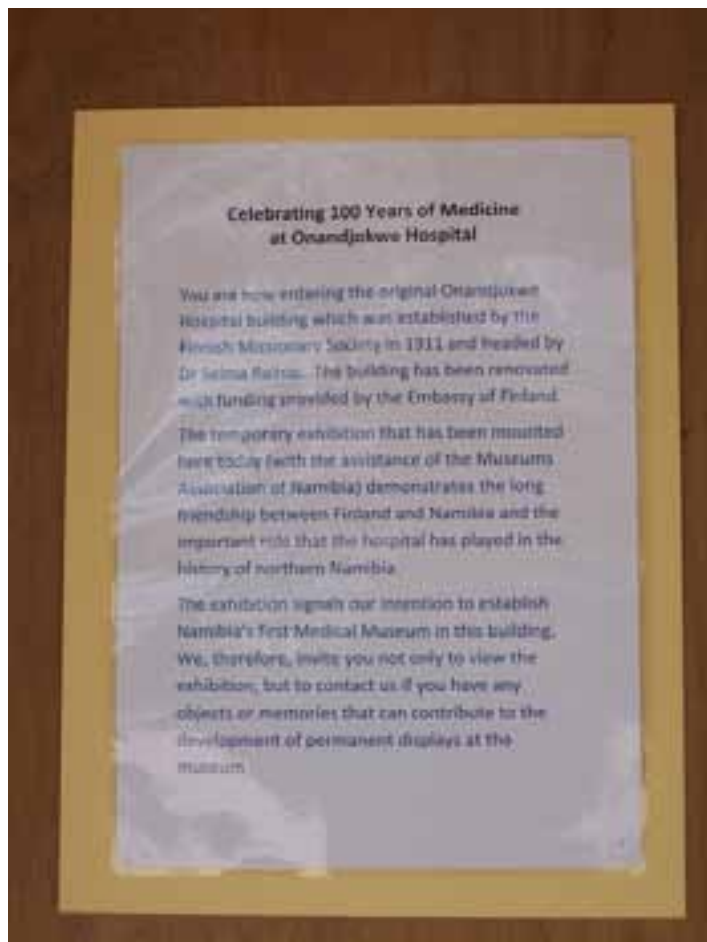 Celebrating 100 Years of Medicine
at Onandjokwe Hospital
You are now entering the original Onandjokwe
Hospital building which was established by the
Finnish Missionary Society in 1911 and headed by
Dr Selma Rainio. The building has been renovated
with funding provided by the Embassy of Finland.
The temporary exhibition that has been mounted
here today (with the assistance of the Museums
Association of Namibia) demonstrates the long
friendship between Finland and Namibia and the
important role that the hospital has played in the
history of northern Namibia.
The exhibition signals our intention to establish
Namibia's first Medical Museum in this building.
We, therefore, invite you not only to view the
exhibition, but to contact us if you have any
objects or memories that can contribute to the
development of permanent displays at the
museum.